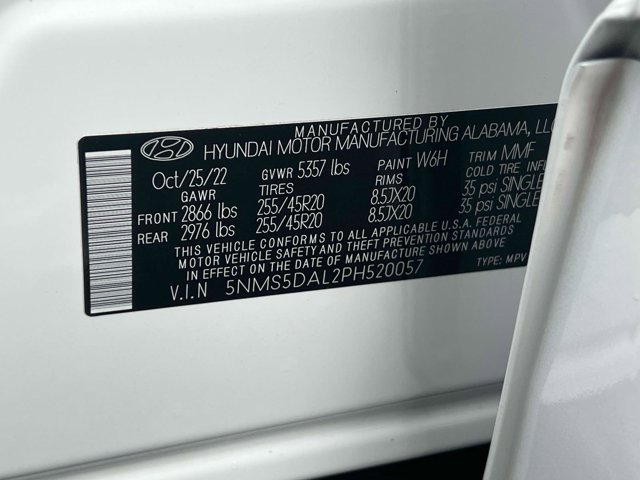 MANUFACTURED BY
HYUNDAI MOTOR MANUFACTURING ALABAMA, LLC
Oct/25/22 GVWR 5357 lbs PAINT W6H TRIM MMF
GAWR TIRES RIMS COLD TIRE INF
FRONT 2866 lbs 255/45R20 8.5JX20 35 psi SINGLE
REAR 2976 lbs 255/45R20 8.5JX20 35 psi SINGLE
THIS VEHICLE CONFORMS TO ALL APPLICABLE U.S.A. FEDERAL
MOTOR VEHICLE SAFETY AND THEFT PREVENTION STANDARDS
IN EFFECT ON THE DATE OF MANUFACTURE SHOWN ABOVE
V.I.N 5NMS5DAL2PH520057 TYPE: MPV